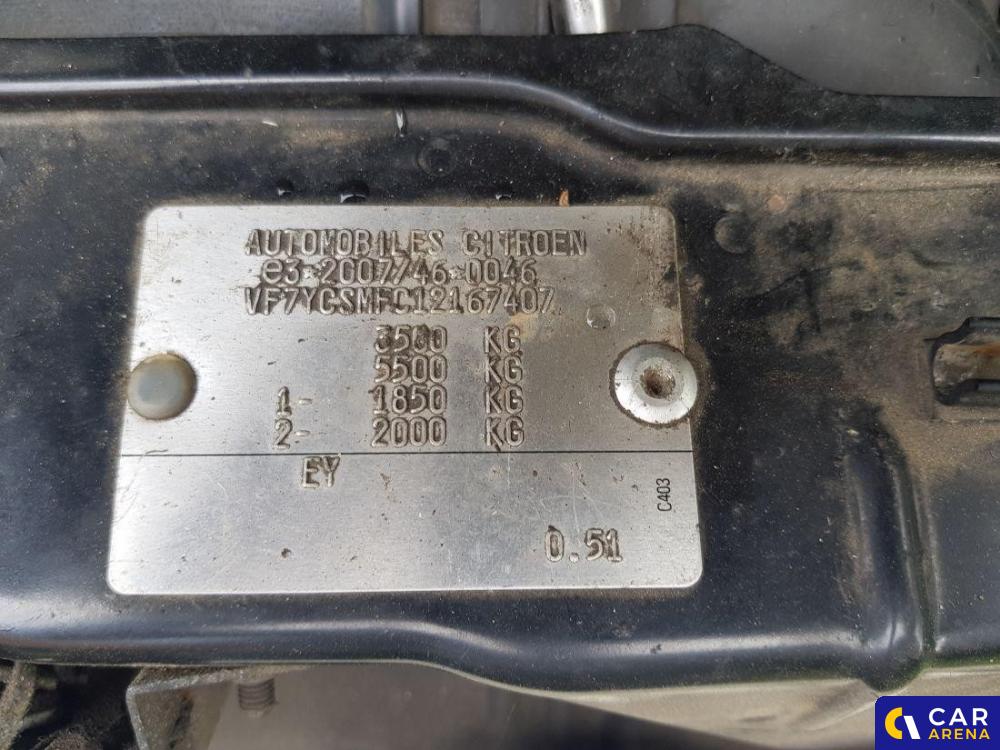 AUTOMOBILES CITROEN
e3*2007/46*0046
VF7YCSMFC12167407
3500 KG
5500 KG
1- 1850 KG
2- 2000 KG
EY
C403
0.51
CAR
ARENA